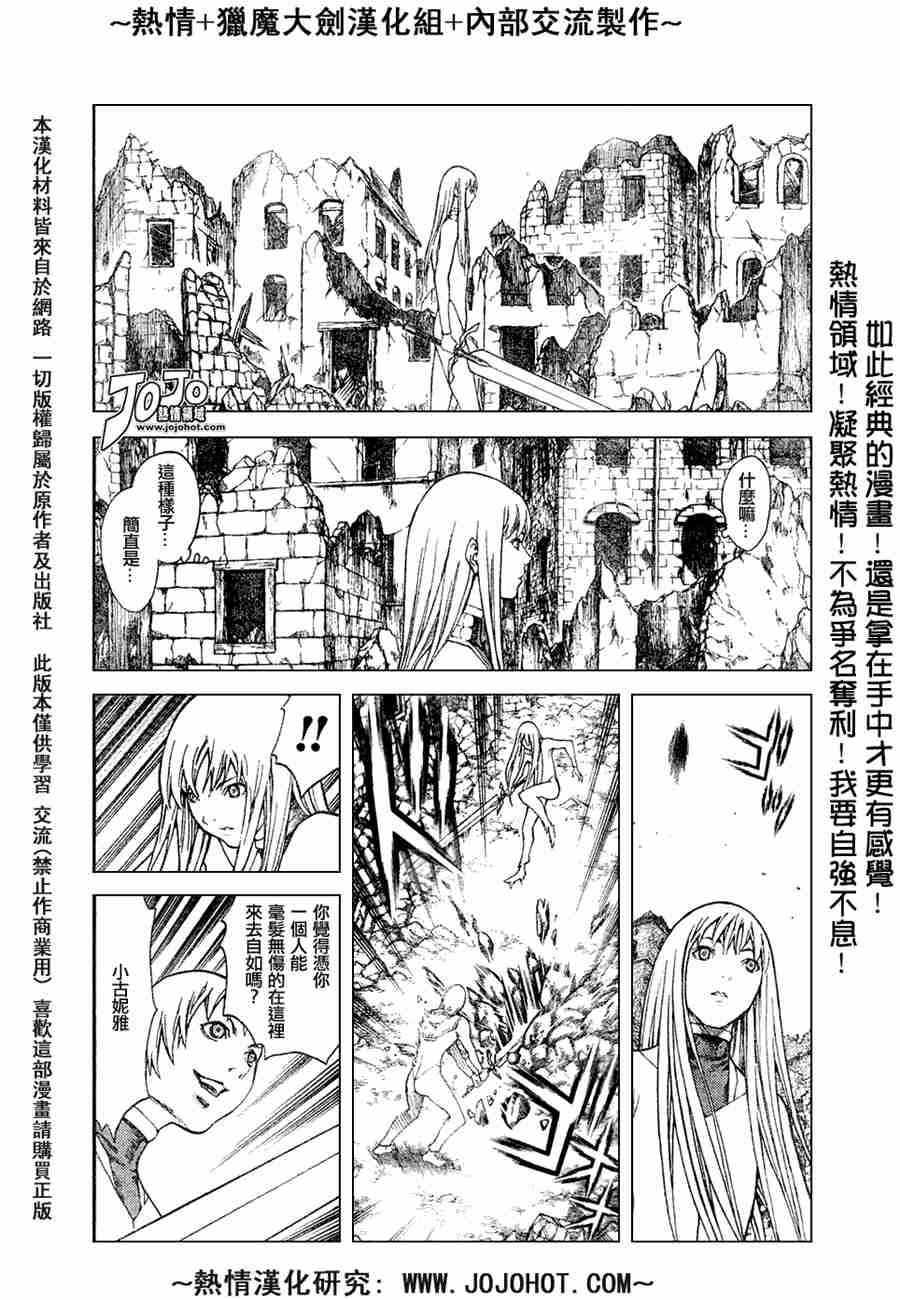 ~熱情+獵魔大劍漢化組+內部交流製作~
如此經典的漫畫！還是拿在手中才更有感覺！
熱情領域！凝聚熱情！不為爭名奪利！我要自強不息！
本漢化材料皆來自於網路 一切版權歸屬於原作者及出版社 此版本僅供學習 交流(禁止作商業用) 喜歡這部漫畫請購買正版
JOJO
熱情領域
www.jojohot.com
什麼嘛…
這種樣子…
簡直是…
!!
你覺得憑你
一個人能
毫髮無傷的在這裡
來去自如嗎?
小古妮雅
~熱情漢化研究: WWW.JOJOHOT.COM~